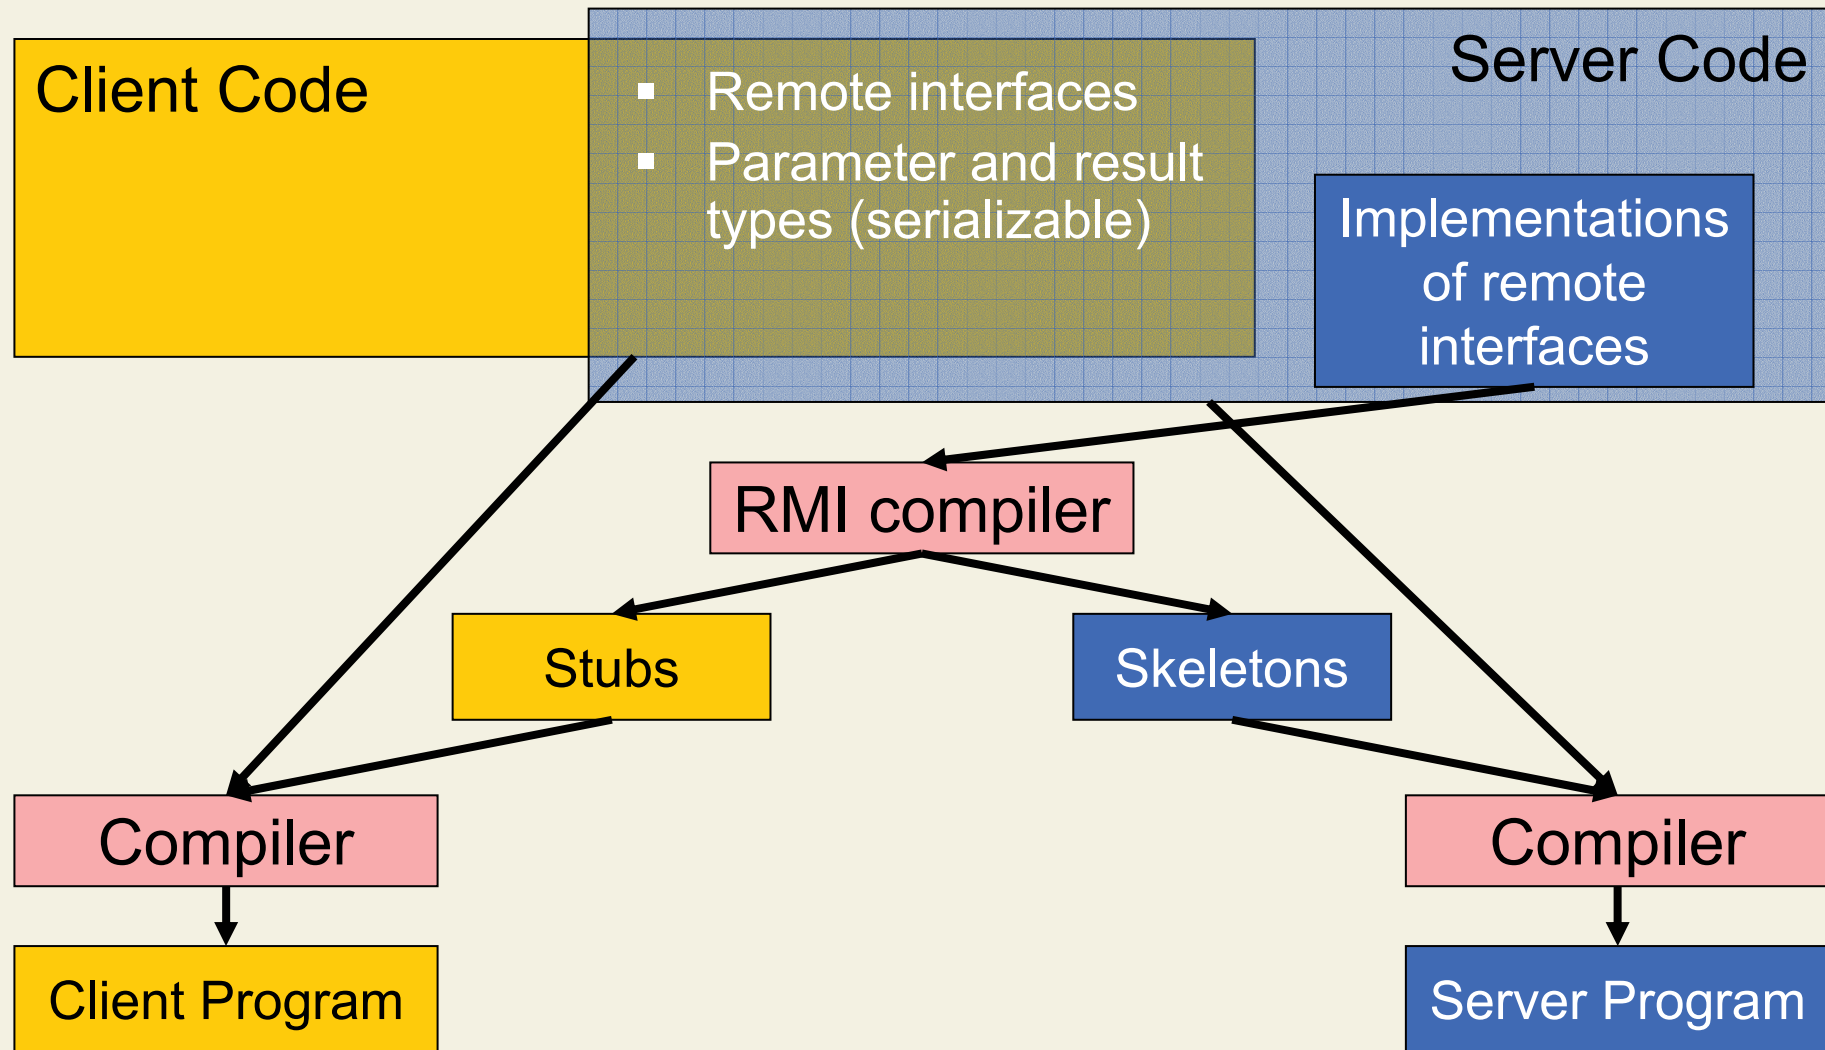 Client Code
Server Code
▪ Remote interfaces
▪ Parameter and result
types (serializable)
Implementations
of remote
interfaces
RMI compiler
Stubs
Skeletons
Compiler
Compiler
Client Program
Server Program